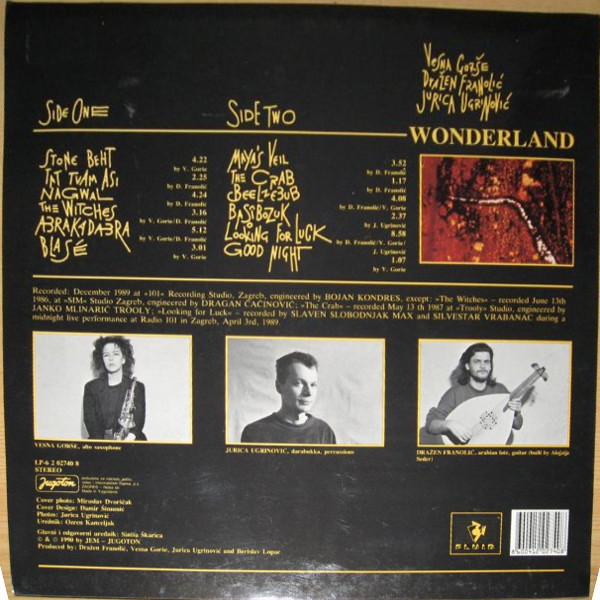 Vesna Gorše
Dražen Franolić
Jurica Ugrinović
WONDERLAND
Side One
Stone Beht
4.22
by V. Gorše
Tat Tvam Asi
2.25
by D. Franolić
Nagwal
4.24
by D. Franolić
The Witches
3.16
by V. Gorše/D. Franolić
Abrakadabra
5.12
by V. Gorše/D. Franolić
Blasé
3.01
by V. Gorše
Side Two
Maya's Veil
3.52
by D. Franolić
The Crab
1.17
by D. Franolić
Beelzebub
4.08
by D. Franolić/V. Gorše
Bassbozuk
2.37
by J. Ugrinović
Looking for Luck
8.58
by D. Franolić/V. Gorše/
J. Ugrinović
Good Night
1.07
by V. Gorše
Recorded: December 1989 at »101« Recording Studio, Zagreb, engineered by BOJAN KONDRES, except: »The Witches« – recorded June 13th
1986, at »SIM« Studio Zagreb, engineered by DRAGAN ČAČINOVIĆ; »The Crab« – recorded May 13 th 1987 at »Trooly« Studio, engineered by
JANKO MLINARIĆ TROOLY; »Looking for Luck« – recorded by SLAVEN SLOBODNJAK MAX and SILVESTAR VRABANAC during a
midnight live performance at Radio 101 in Zagreb, April 3rd, 1989.
VESNA GORŠE, alto saxophone
JURICA UGRINOVIĆ, darabukka, percussions
DRAŽEN FRANOLIĆ, arabian lute, guitar (built by Alojzije
Seder)
LP-6 2 02740 8
STEREO
Jugoton
Made in Yugoslavia
Cover photo: Miroslav Dvorščak
Cover Design: Damir Šimunić
Photos: Jurica Ugrinović
Urednik: Ozren Kanceljak
Glavni i odgovorni urednik: Siniša Škarica
℗ & © 1990 by JEM – JUGOTON
Produced by: Dražen Franolić, Vesna Gorše, Jurica Ugrinović and Berislav Lopac